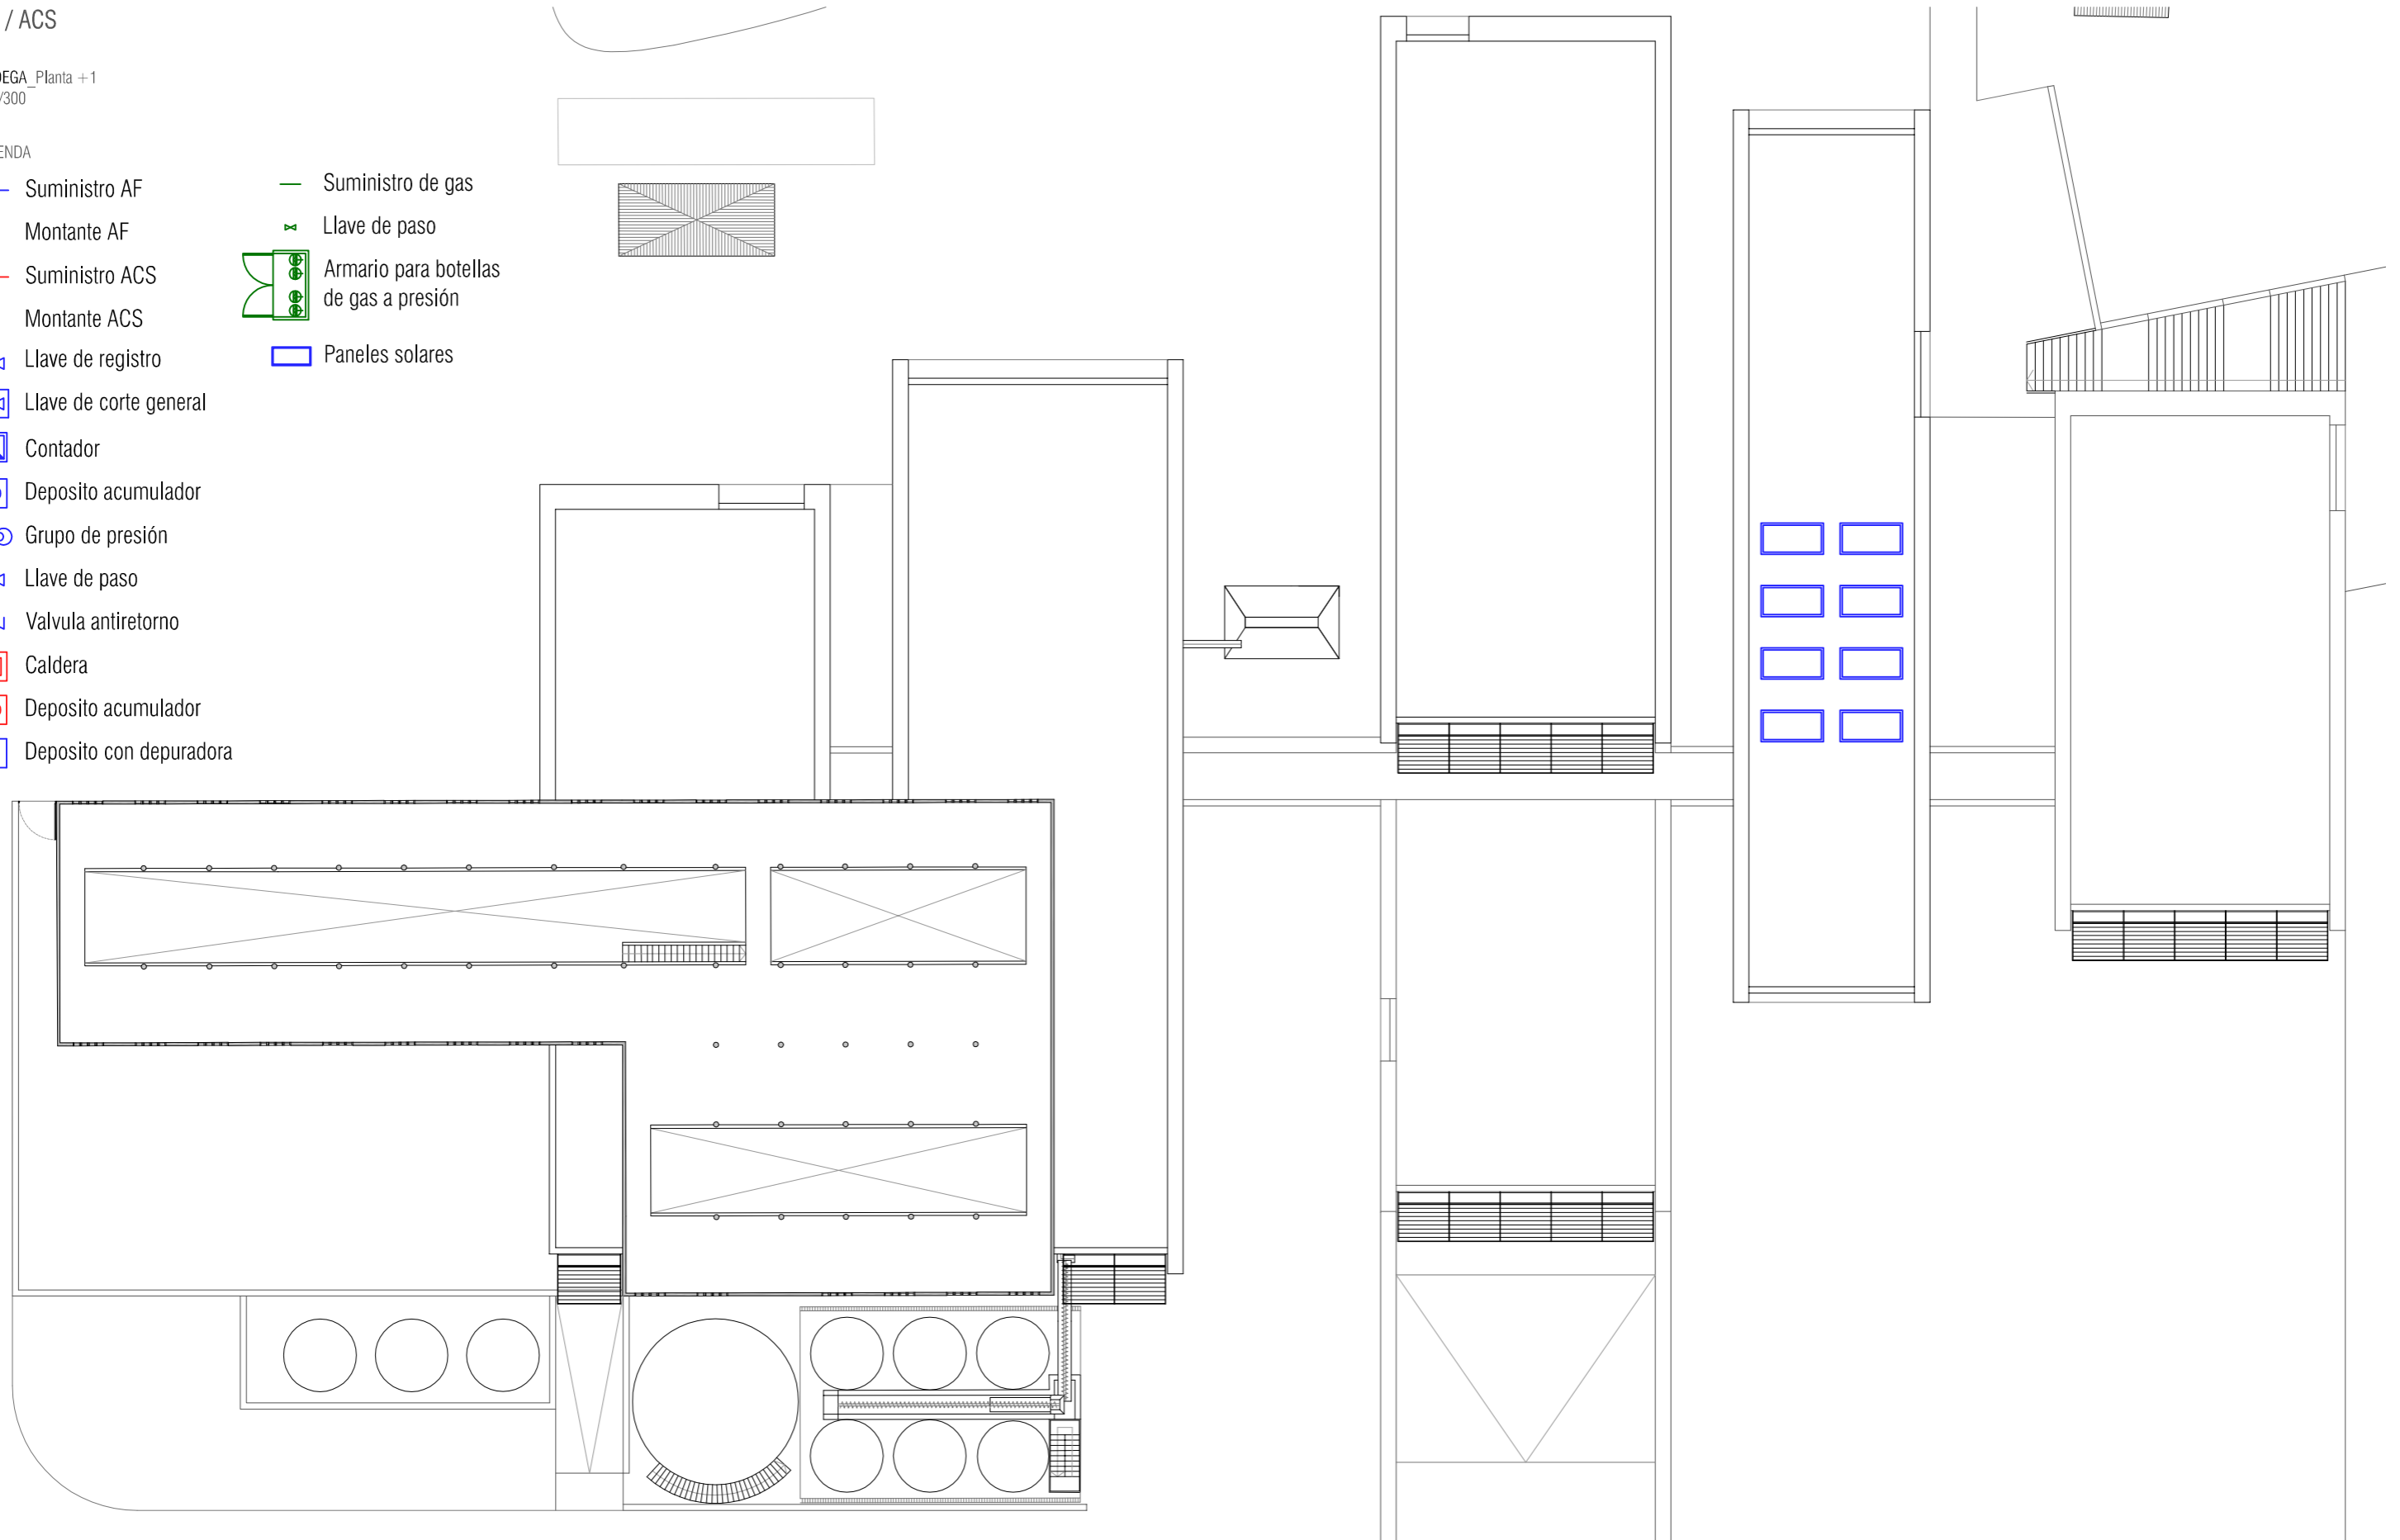 / ACS
DEGA_Planta +1
/300
ENDA
Suministro AF
Montante AF
Suministro ACS
Montante ACS
Llave de registro
Llave de corte general
Contador
Deposito acumulador
Grupo de presión
Llave de paso
Valvula antiretorno
Caldera
Deposito acumulador
Deposito con depuradora
Suministro de gas
Llave de paso
Armario para botellas
de gas a presión
Paneles solares